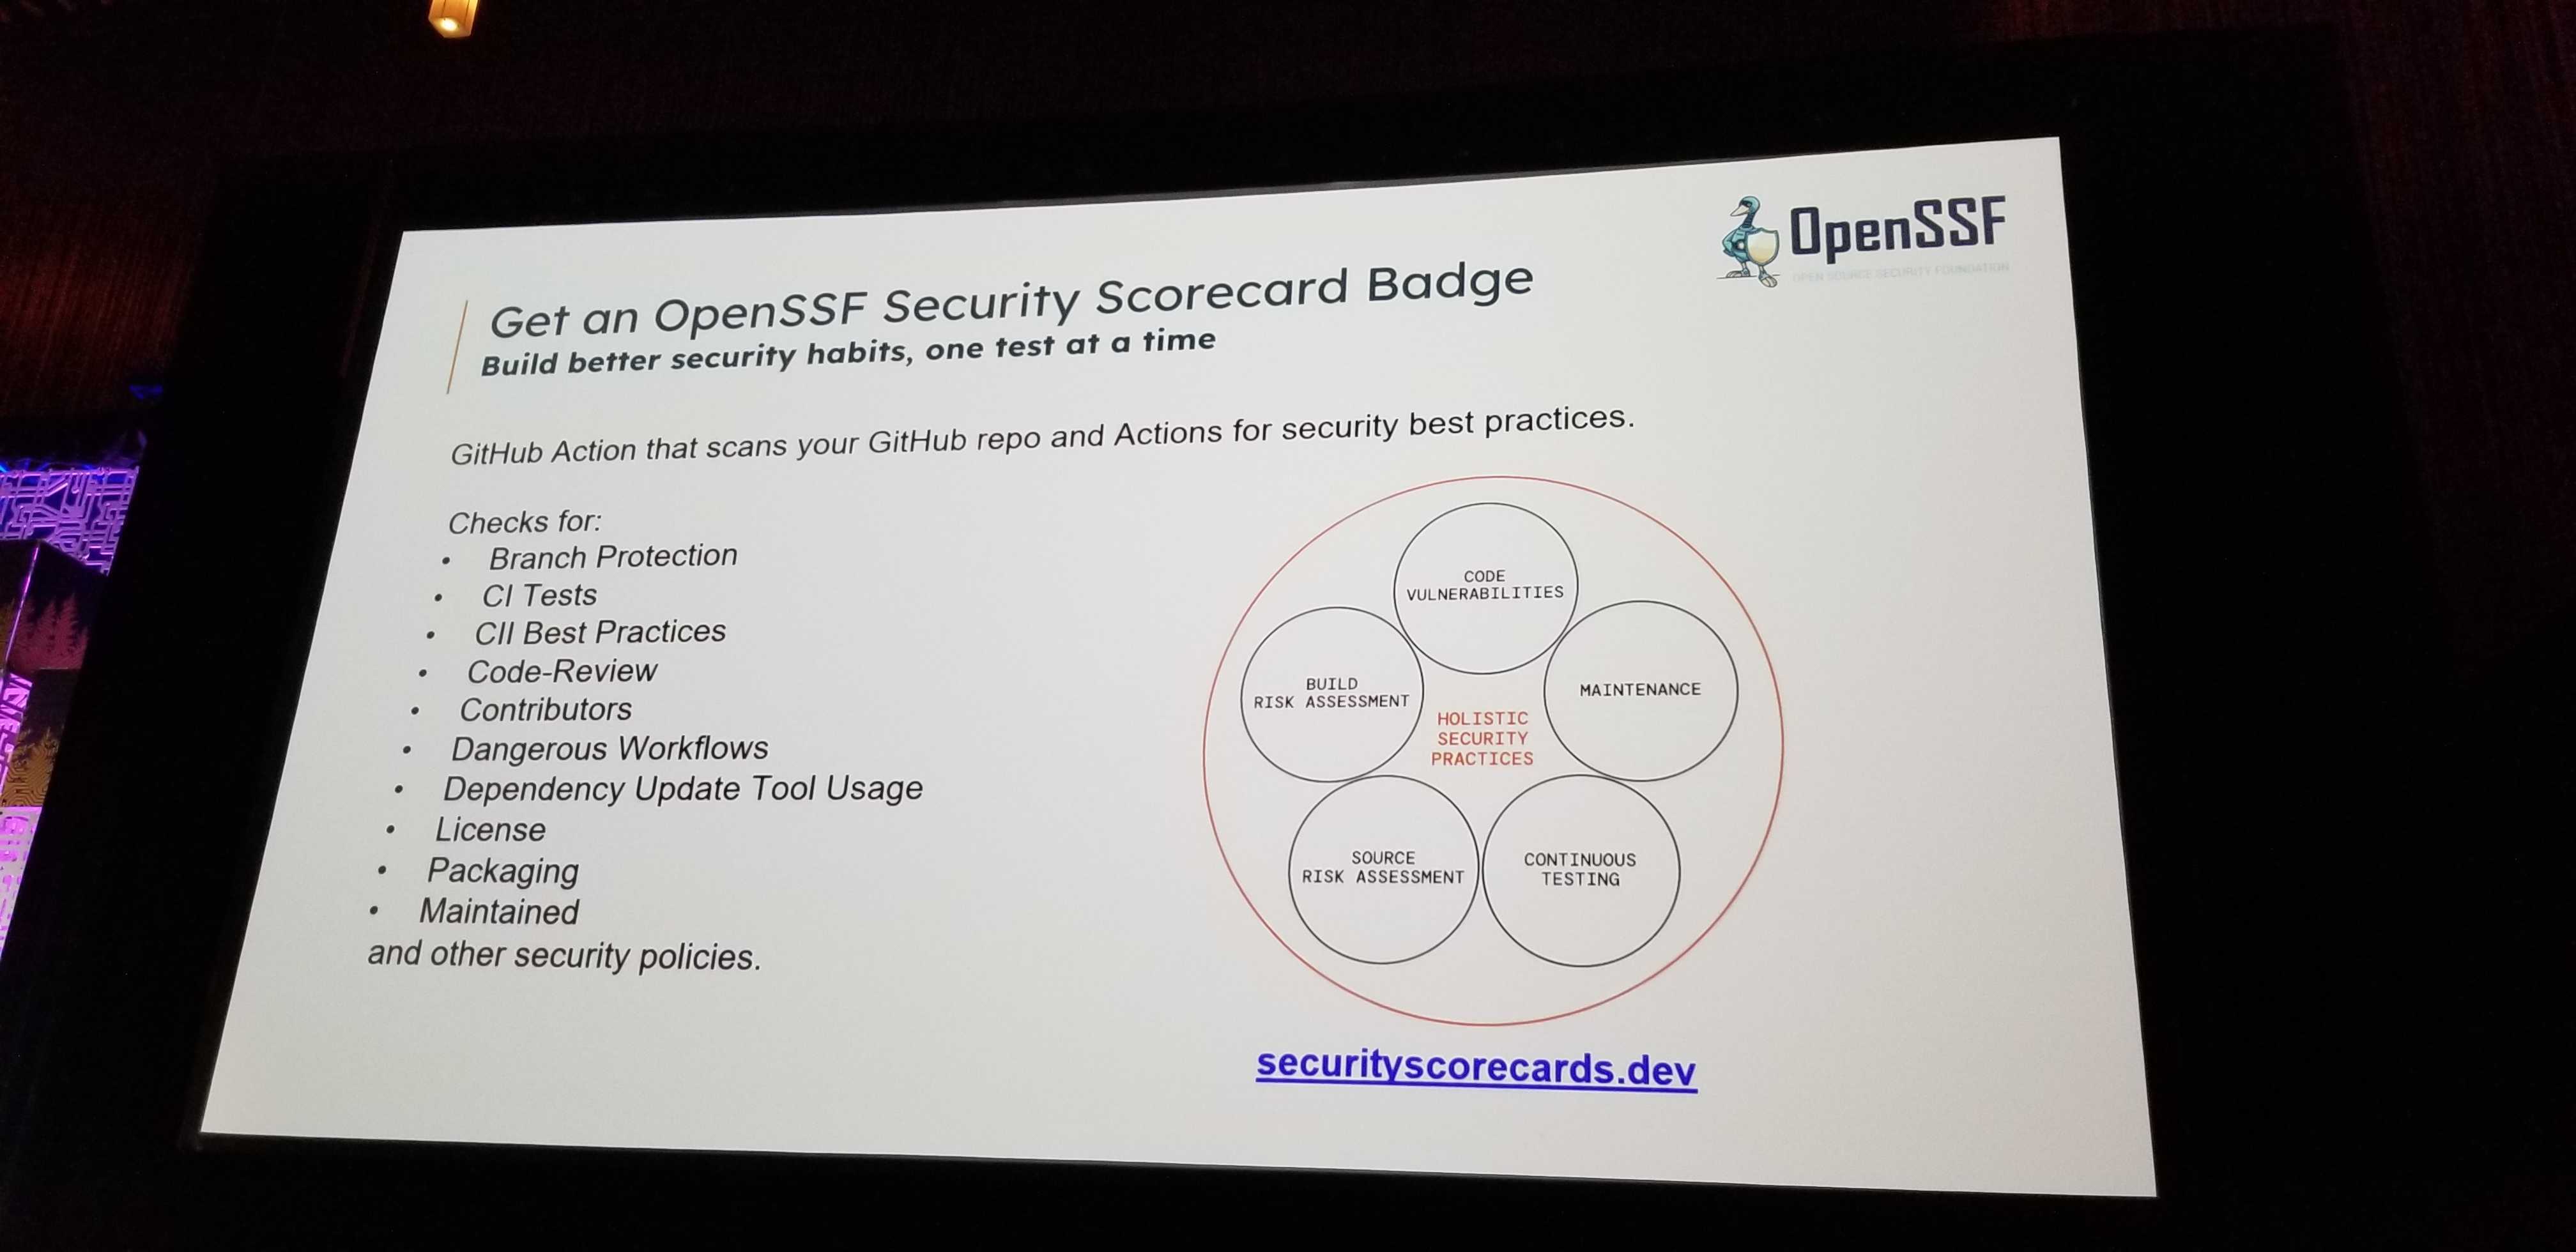 OpenSSF
OPEN SOURCE SECURITY FOUNDATION
Get an OpenSSF Security Scorecard Badge
Build better security habits, one test at a time
GitHub Action that scans your GitHub repo and Actions for security best practices.
Checks for:
• Branch Protection
• CI Tests
• CII Best Practices
• Code-Review
• Contributors
• Dangerous Workflows
• Dependency Update Tool Usage
• License
• Packaging
• Maintained
and other security policies.
CODE
VULNERABILITIES
BUILD
RISK ASSESSMENT
MAINTENANCE
HOLISTIC
SECURITY
PRACTICES
SOURCE
RISK ASSESSMENT
CONTINUOUS
TESTING
securityscorecards.dev